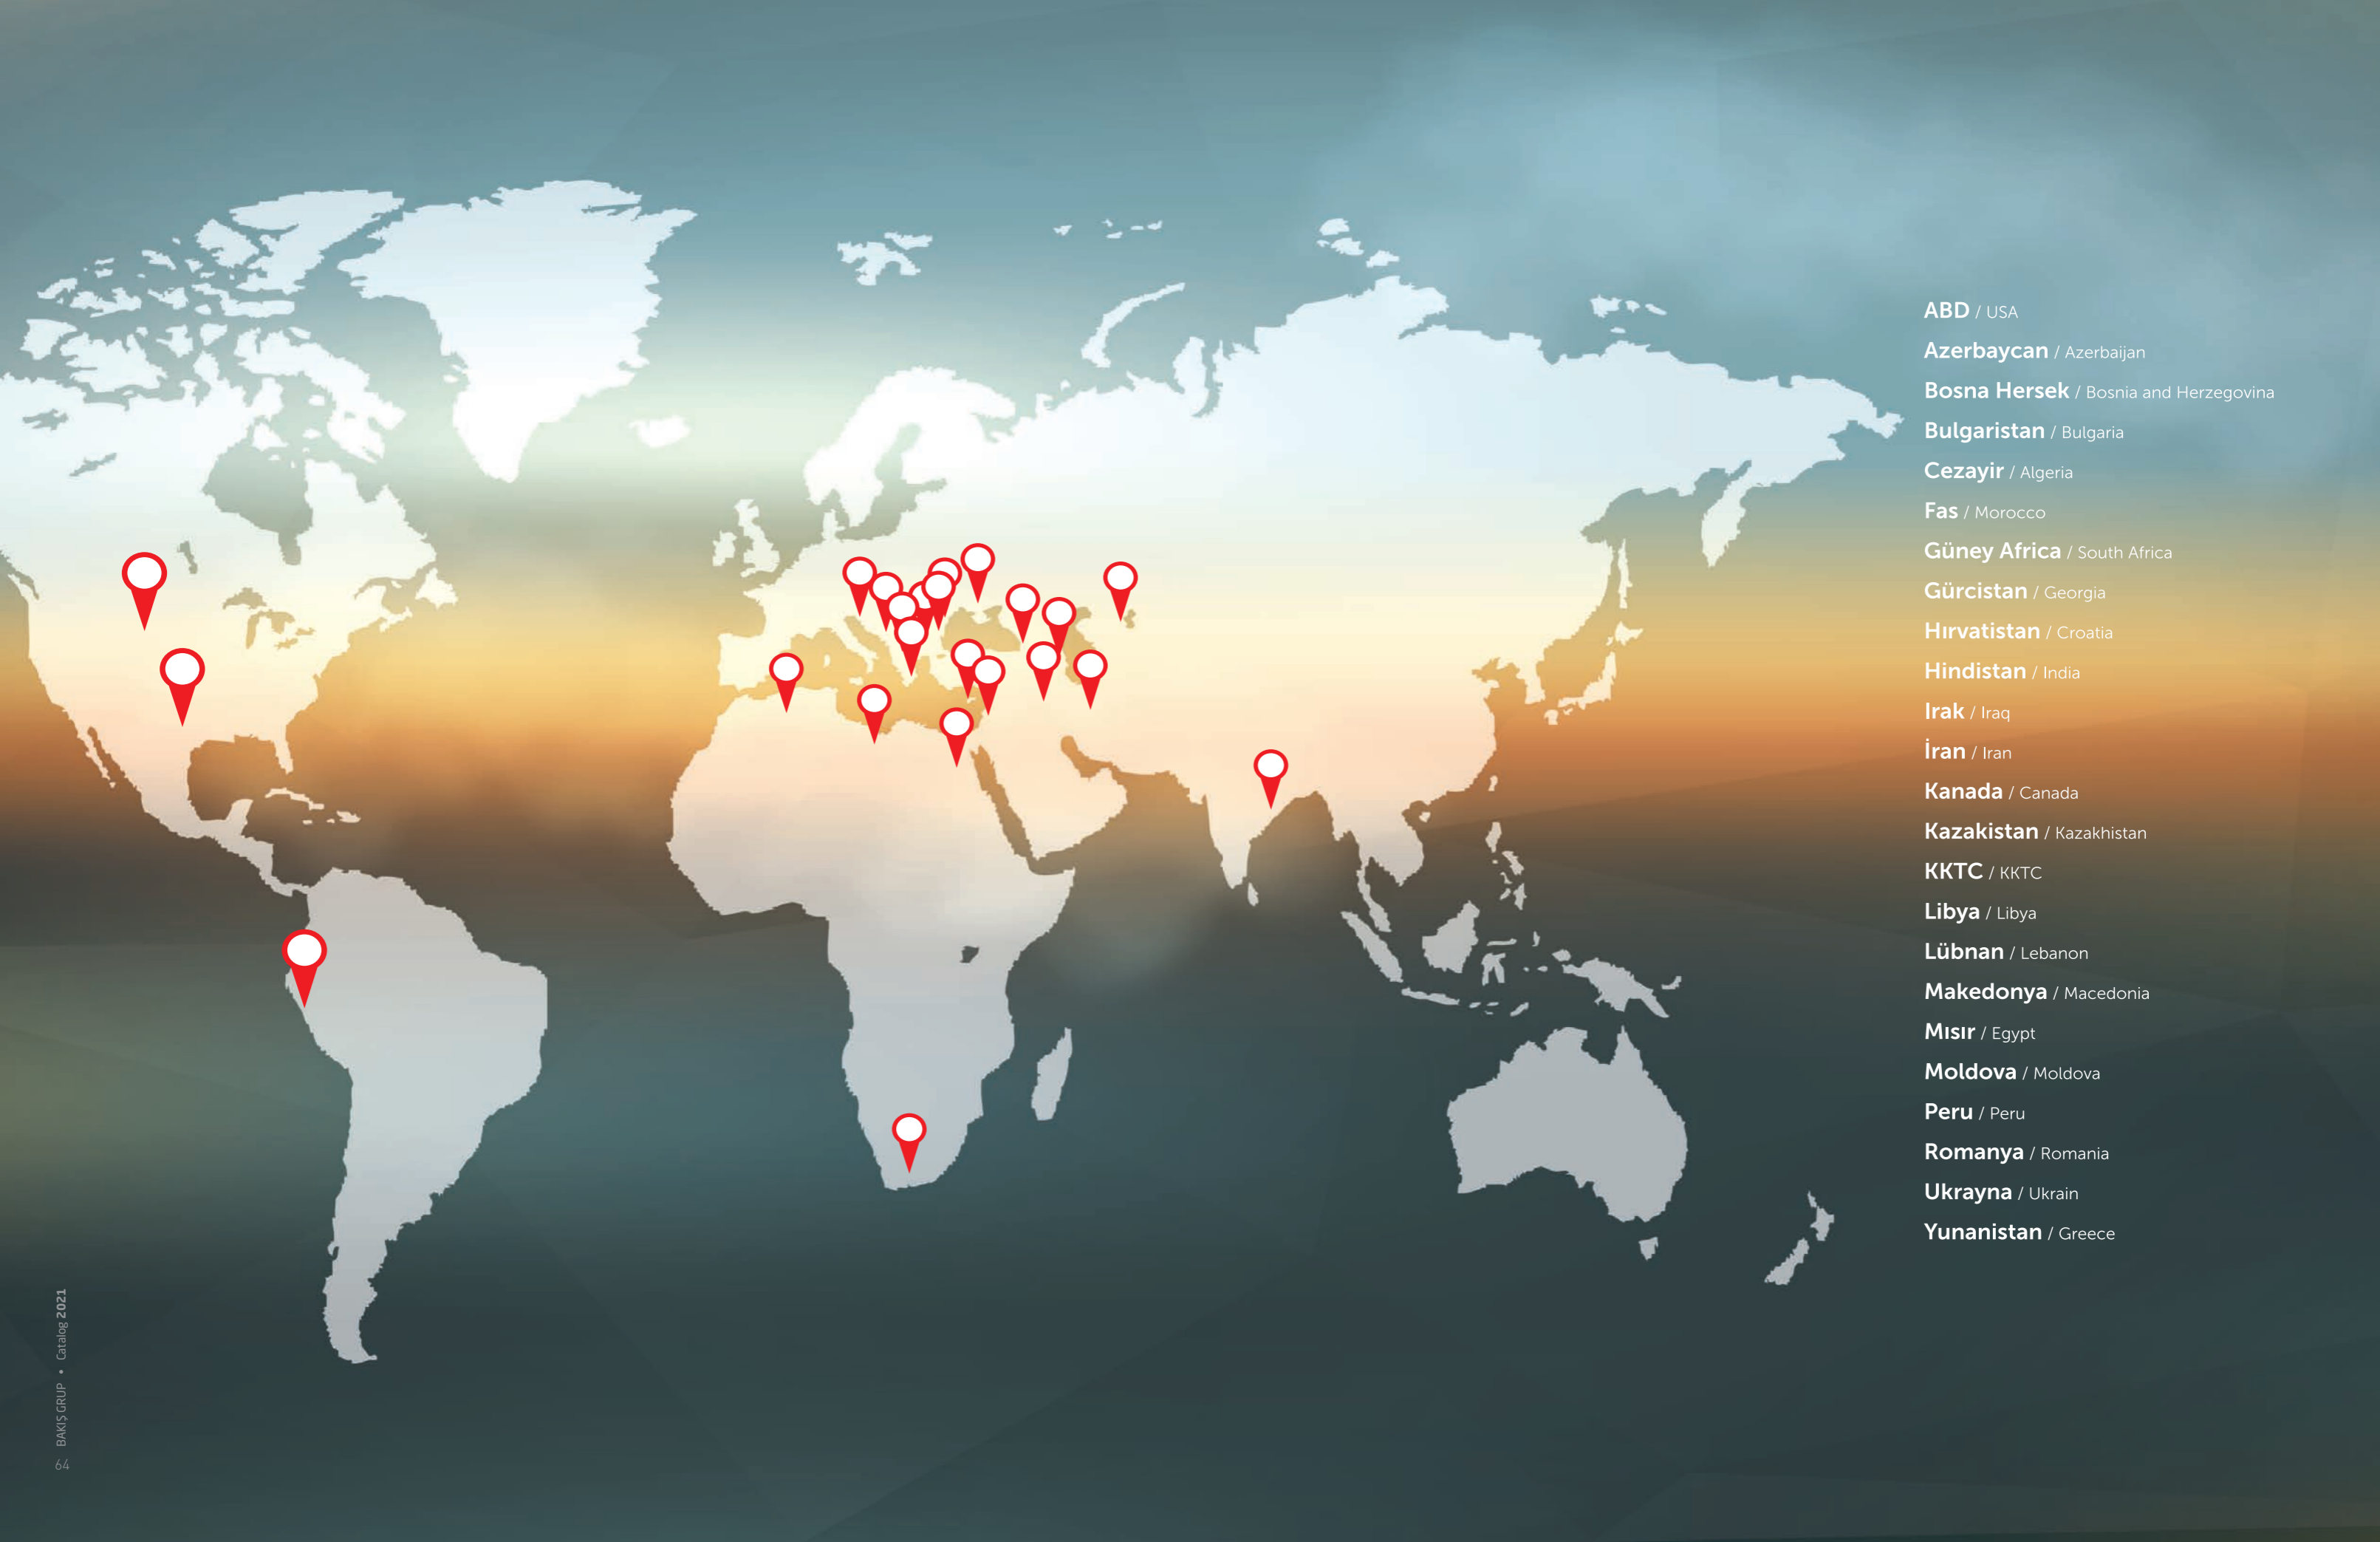 ABD / USA
Azerbaycan / Azerbaijan
Bosna Hersek / Bosnia and Herzegovina
Bulgaristan / Bulgaria
Cezayir / Algeria
Fas / Morocco
Güney Africa / South Africa
Gürcistan / Georgia
Hırvatistan / Croatia
Hindistan / India
Irak / Iraq
İran / Iran
Kanada / Canada
Kazakistan / Kazakhistan
KKTC / KKTC
Libya / Libya
Lübnan / Lebanon
Makedonya / Macedonia
Mısır / Egypt
Moldova / Moldova
Peru / Peru
Romanya / Romania
Ukrayna / Ukrain
Yunanistan / Greece
64 BAKIŞ GRUP • Catalog 2021